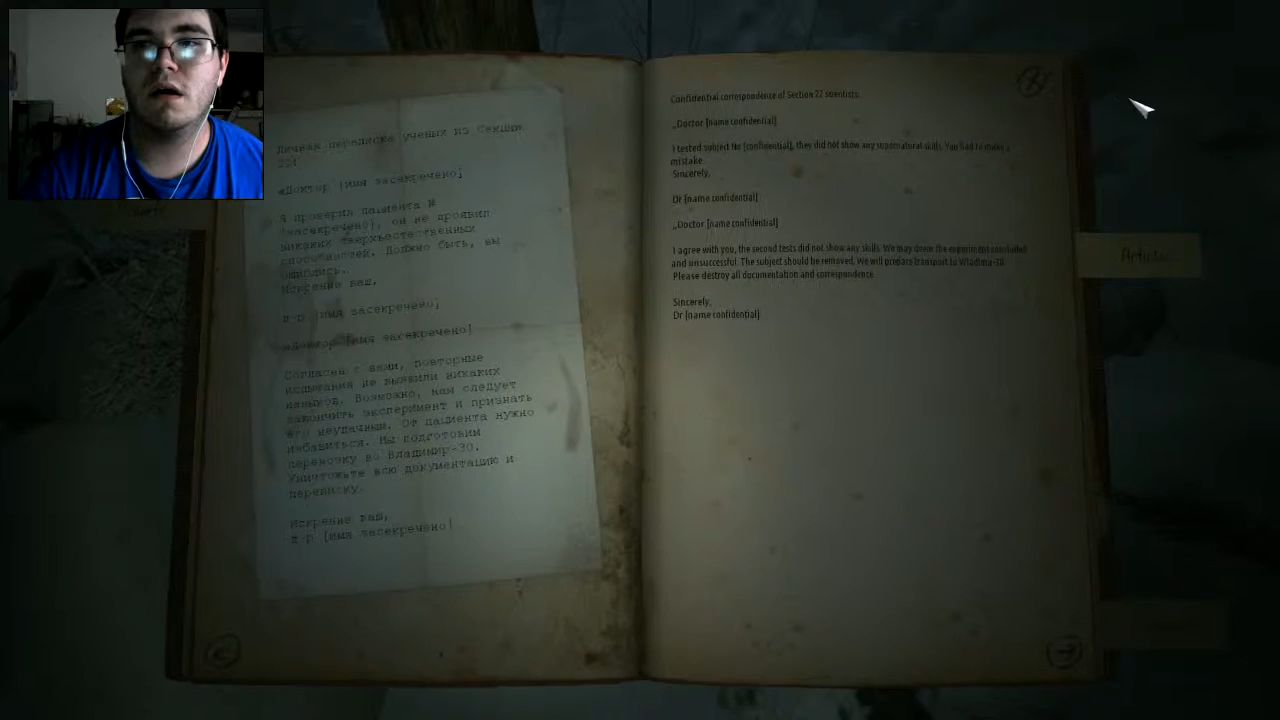 Личная переписка ученых из Секции
22:
«Доктор [имя засекречено]
Я проверил пациента №
[засекречено], он не проявил
никаких сверхъестественных
способностей. Должно быть, вы
ошиблись.
Искренне ваш,
д-р [имя засекречено]
«Доктор [имя засекречено]
Согласен с вами, повторные
испытания не выявили никаких
навыков. Возможно, нам следует
закончить эксперимент и признать
его неудачным. От пациента нужно
избавиться. Мы подготовим
перевозку во Владимир-30.
Уничтожьте всю документацию и
переписку.
Искренне ваш,
д-р [имя засекречено]
Confidential correspondence of Section 22 scientists:
„Doctor [name confidential]
I tested subject No [confidential], they did not show any supernatural skills. You had to make a
mistake.
Sincerely,
Dr [name confidential]
„Doctor [name confidential]
I agree with you, the second tests did not show any skills. We may deem the experiment concluded
and unsuccessful. The subject should be removed. We will prepare transport to Wladimir-30.
Please destroy all documentation and correspondence.
Sincerely,
Dr [name confidential]